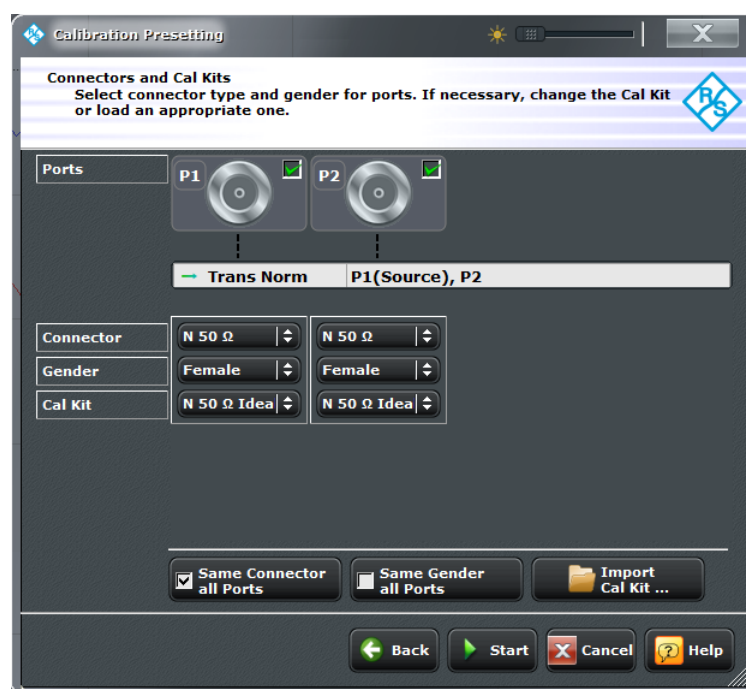 Calibration Presetting
X
Connectors and Cal Kits
Select connector type and gender for ports. If necessary, change the Cal Kit
or load an appropriate one.
R&S
Ports
P1
P2
→ Trans Norm P1(Source), P2
Connector N 50 Ω N 50 Ω
Gender Female Female
Cal Kit N 50 Ω Idea N 50 Ω Idea
Same Connector
all Ports
Same Gender
all Ports
Import
Cal Kit ...
Back Start X Cancel ? Help